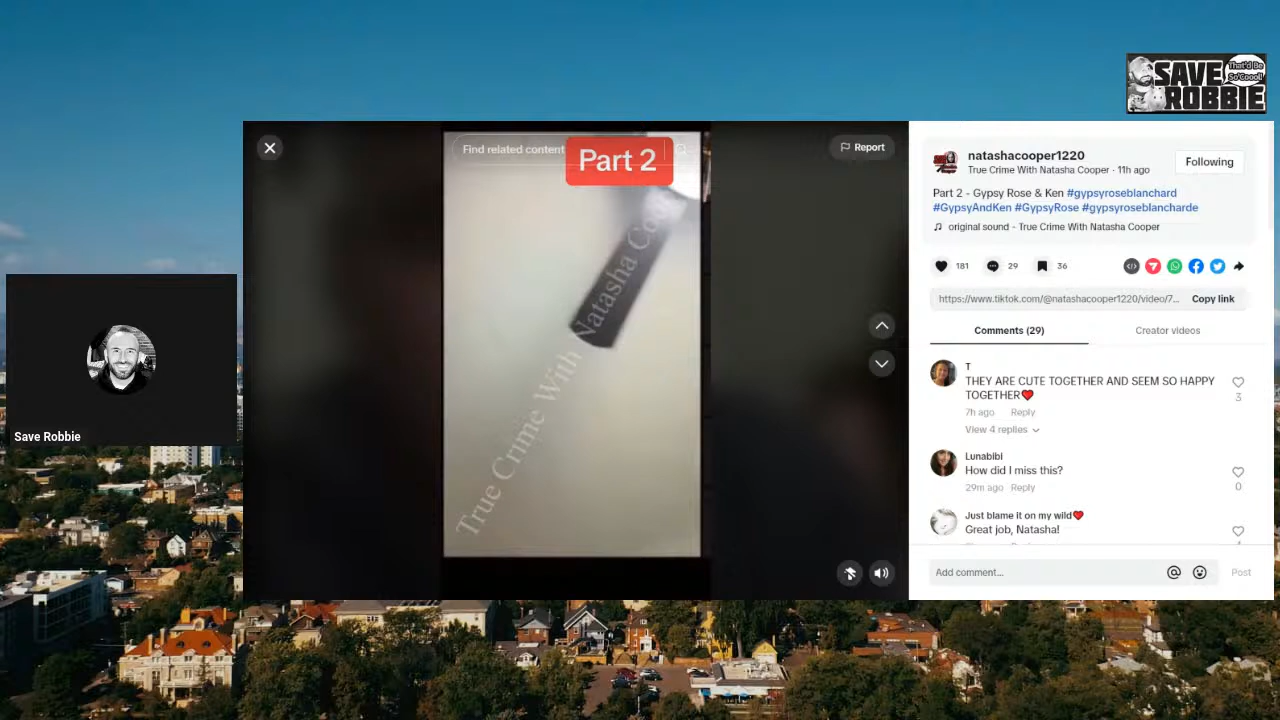 That'd Be
So Coool!
SAVE
ROBBIE
Find related content
Part 2
Report
True Crime With Natasha Coo
Save Robbie
natashacooper1220
True Crime With Natasha Cooper · 11h ago
Following
Part 2 - Gypsy Rose & Ken #gypsyroseblanchard
#GypsyAndKen #GypsyRose #gypsyroseblancharde
original sound - True Crime With Natasha Cooper
181
29
36
https://www.tiktok.com/@natashacooper1220/video/7...
Copy link
Comments (29)
Creator videos
T
THEY ARE CUTE TOGETHER AND SEEM SO HAPPY
TOGETHER❤️
3
7h ago Reply
View 4 replies
Lunabibi
How did I miss this?
29m ago Reply
0
Just blame it on my wild❤️
Great job, Natasha!
Add comment...
Post